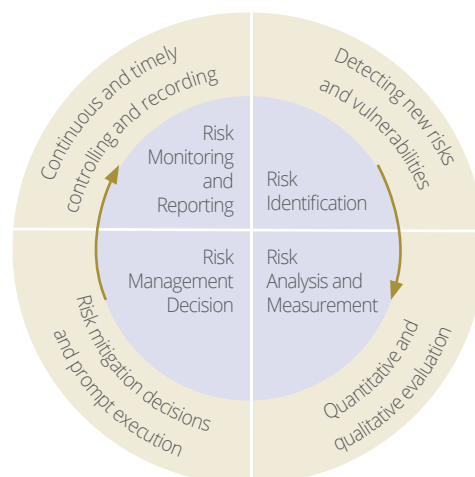 Continuous and timely
controlling and recording
Detecting new risks
and vulnerabilities
Risk
Monitoring
and
Reporting
Risk
Identification
Risk
Management
Decision
Risk
Analysis and
Measurement
Risk mitigation decisions
and prompt execution
Quantitative and
qualitative evaluation